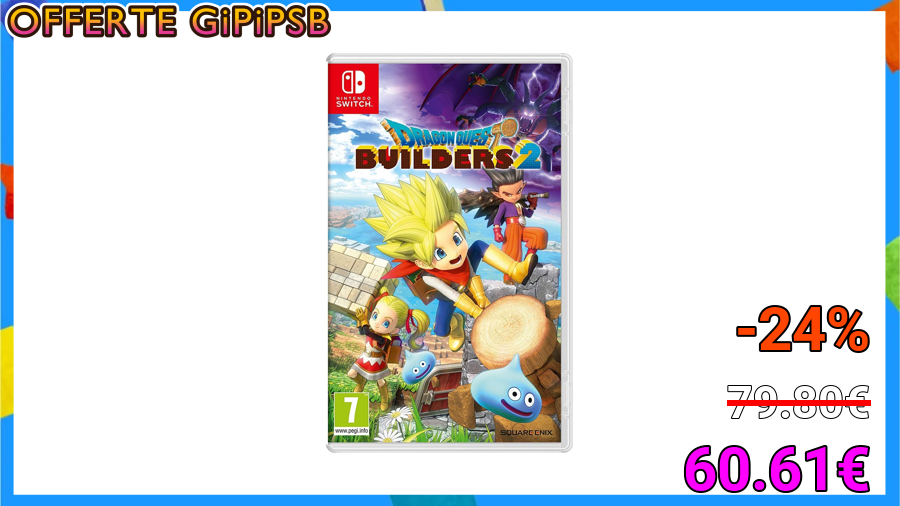 OFFERTE GiPiPSB
NINTENDO
SWITCH.
DRAGON QUEST
BUILDERS 2
7
www.pegi.info
SQUARE ENIX
-24%
79.80€
60.61€